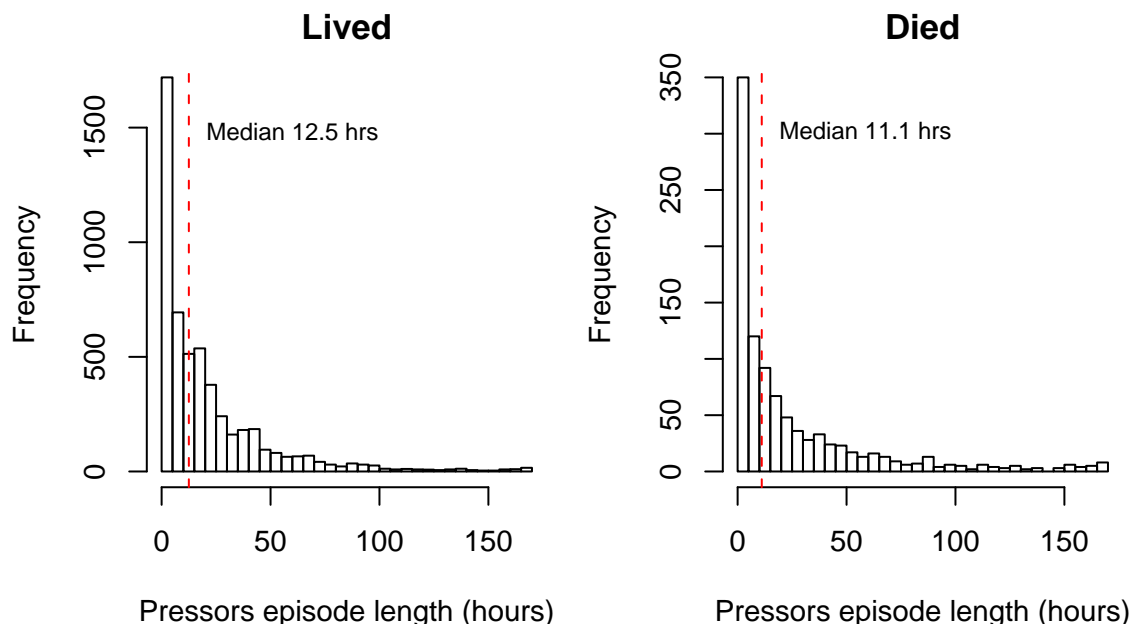 Lived
Frequency
0
500
1000
1500
Median 12.5 hrs
0 50 100 150
Pressors episode length (hours)
Died
Frequency
50
150
250
350
Median 11.1 hrs
0 50 100 150
Pressors episode length (hours)